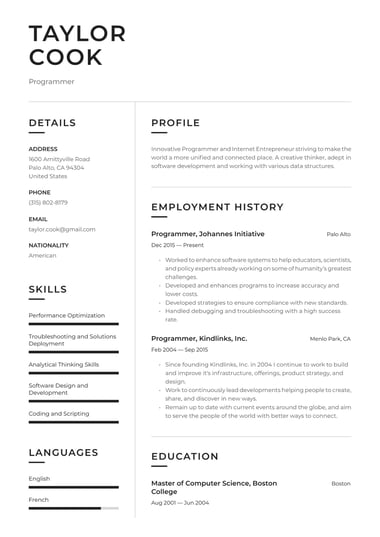 TAYLOR
COOK
Programmer
DETAILS
ADDRESS
1600 Amittyville Road
Palo Alto, CA 94304
United States
PHONE
(315) 802-8179
EMAIL
taylor.cook@gmail.com
NATIONALITY
American
SKILLS
Performance Optimization
Troubleshooting and Solutions
Deployment
Analytical Thinking Skills
Software Design and
Development
Coding and Scripting
LANGUAGES
English
French
PROFILE
Innovative Programmer and Internet Entrepreneur striving to make the
world a more unified and connected place. A creative thinker, adept in
software development and working with various data structures.
EMPLOYMENT HISTORY
Programmer, Johannes Initiative Palo Alto
Dec 2015 — Present
• Worked to enhance software systems to help educators, scientists,
and policy experts already working on some of humanity's greatest
challenges.
• Developed and enhances programs to increase accuracy and
lower costs.
• Developed strategies to ensure compliance with new standards.
• Handled debugging and troubleshooting with a high success
rate.
Programmer, Kindlinks, Inc. Menlo Park, CA
Feb 2004 — Sep 2015
• Since founding Kindlinks, Inc. in 2004 I continue to work to build
and improve it's infrastructure, offerings, product strategy, and
design.
• Work to continuously lead developments helping people to create,
share, and discover in new ways.
• Remain up to date with current events around the globe, and aim
to serve the people of the world with better ways to connect.
EDUCATION
Master of Computer Science, Boston Boston
College
Aug 2001 — Jun 2004